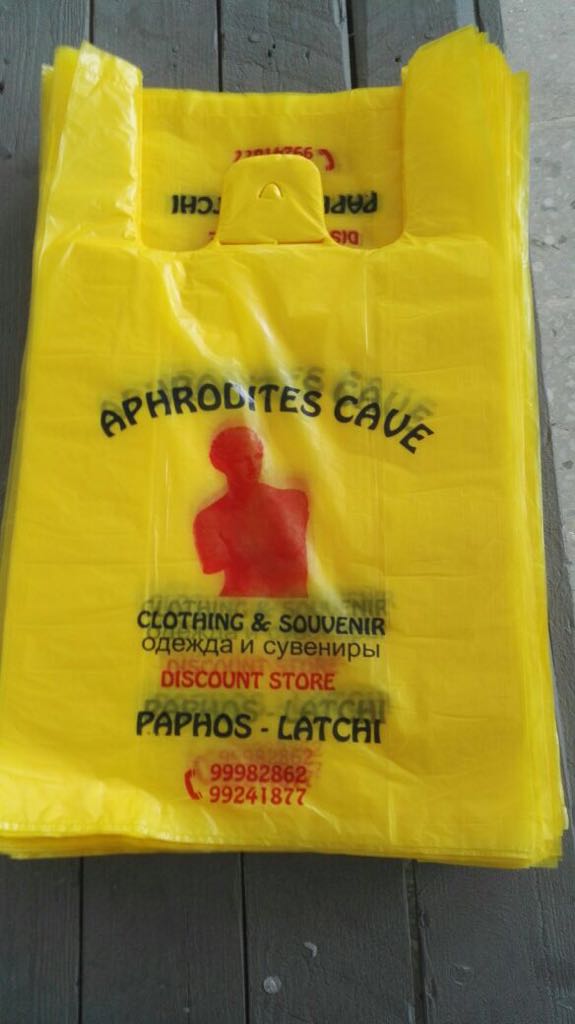 APHRODITES CAVE
CLOTHING & SOUVENIR
одежда и сувениры
DISCOUNT STORE
PAPHOS - LATCHI
99982862
99241877